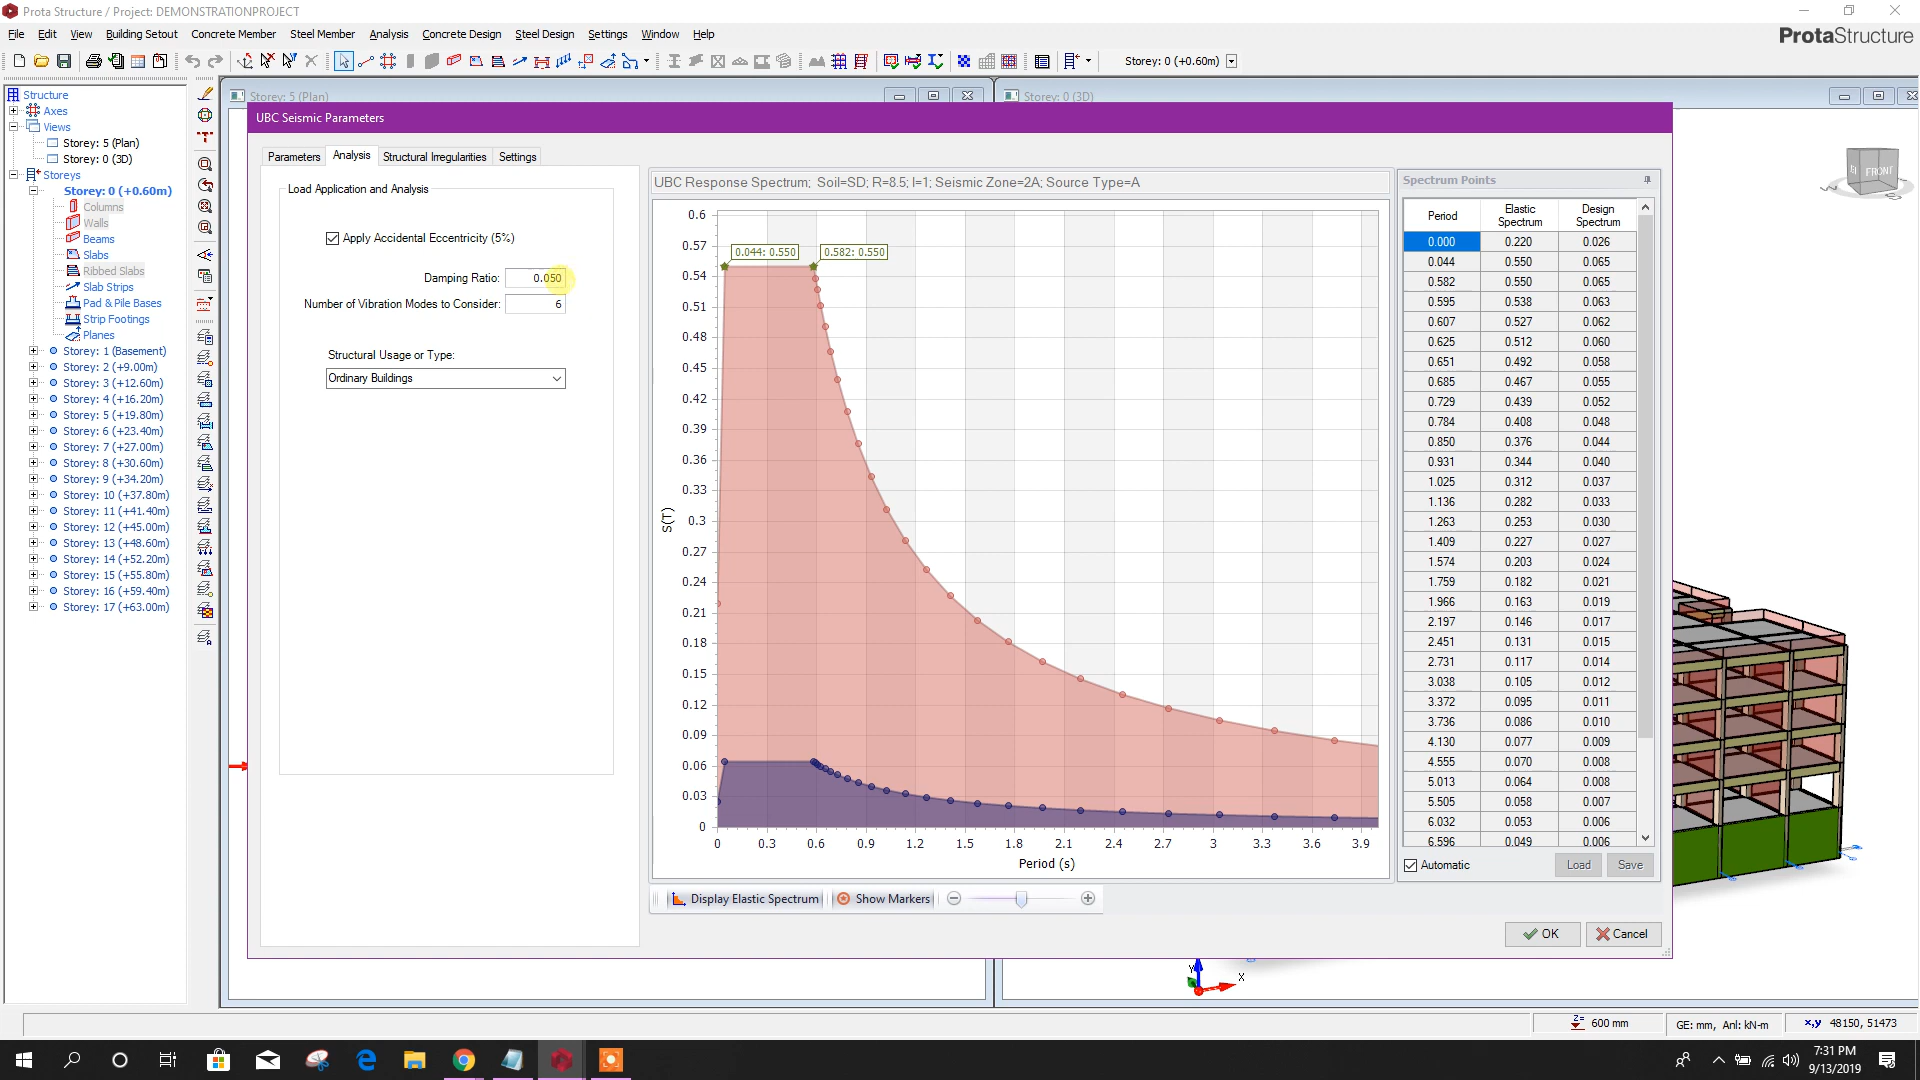 Prota Structure / Project: DEMONSTRATIONPROJECT
File Edit View Building Setout Concrete Member Steel Member Analysis Concrete Design Steel Design Settings Window Help
ProtaStructure
Storey: 0 (+0.60m)
Structure
Axes
Views
Storey: 5 (Plan)
Storey: 0 (3D)
Storeys
Storey: 0 (+0.60m)
Columns
Walls
Beams
Slabs
Ribbed Slabs
Slab Strips
Pad & Pile Bases
Strip Footings
Planes
Storey: 1 (Basement)
Storey: 2 (+9.00m)
Storey: 3 (+12.60m)
Storey: 4 (+16.20m)
Storey: 5 (+19.80m)
Storey: 6 (+23.40m)
Storey: 7 (+27.00m)
Storey: 8 (+30.60m)
Storey: 9 (+34.20m)
Storey: 10 (+37.80m)
Storey: 11 (+41.40m)
Storey: 12 (+45.00m)
Storey: 13 (+48.60m)
Storey: 14 (+52.20m)
Storey: 15 (+55.80m)
Storey: 16 (+59.40m)
Storey: 17 (+63.00m)
Storey: 5 (Plan)
Storey: 0 (3D)
FRONT
UBC Seismic Parameters
Parameters Analysis Structural Irregularities Settings
Load Application and Analysis
Apply Accidental Eccentricity (5%)
Damping Ratio: 0.050
Number of Vibration Modes to Consider: 6
Structural Usage or Type:
Ordinary Buildings
UBC Response Spectrum; Soil=SD; R=8.5; I=1; Seismic Zone=2A; Source Type=A
0.044: 0.550
0.582: 0.550
0.6
0.57
0.54
0.51
0.48
0.45
0.42
0.39
0.36
0.33
0.3
0.27
0.24
0.21
0.18
0.15
0.12
0.09
0.06
0.03
0
S(T)
0 0.3 0.6 0.9 1.2 1.5 1.8 2.1 2.4 2.7 3 3.3 3.6 3.9
Period (s)
Display Elastic Spectrum Show Markers
Spectrum Points
Period Elastic Spectrum Design Spectrum
0.000 0.220 0.026
0.044 0.550 0.065
0.582 0.550 0.065
0.595 0.538 0.063
0.607 0.527 0.062
0.625 0.512 0.060
0.651 0.492 0.058
0.685 0.467 0.055
0.729 0.439 0.052
0.784 0.408 0.048
0.850 0.376 0.044
0.931 0.344 0.040
1.025 0.312 0.037
1.136 0.282 0.033
1.263 0.253 0.030
1.409 0.227 0.027
1.574 0.203 0.024
1.759 0.182 0.021
1.966 0.163 0.019
2.197 0.146 0.017
2.451 0.131 0.015
2.731 0.117 0.014
3.038 0.105 0.012
3.372 0.095 0.011
3.736 0.086 0.010
4.130 0.077 0.009
4.555 0.070 0.008
5.013 0.064 0.008
5.505 0.058 0.007
6.032 0.053 0.006
6.596 0.049 0.006
Automatic Load Save
OK Cancel
Y
X
600 mm
GE: mm, Anl: kN-m
x,y 48150, 51473
7:31 PM
9/13/2019